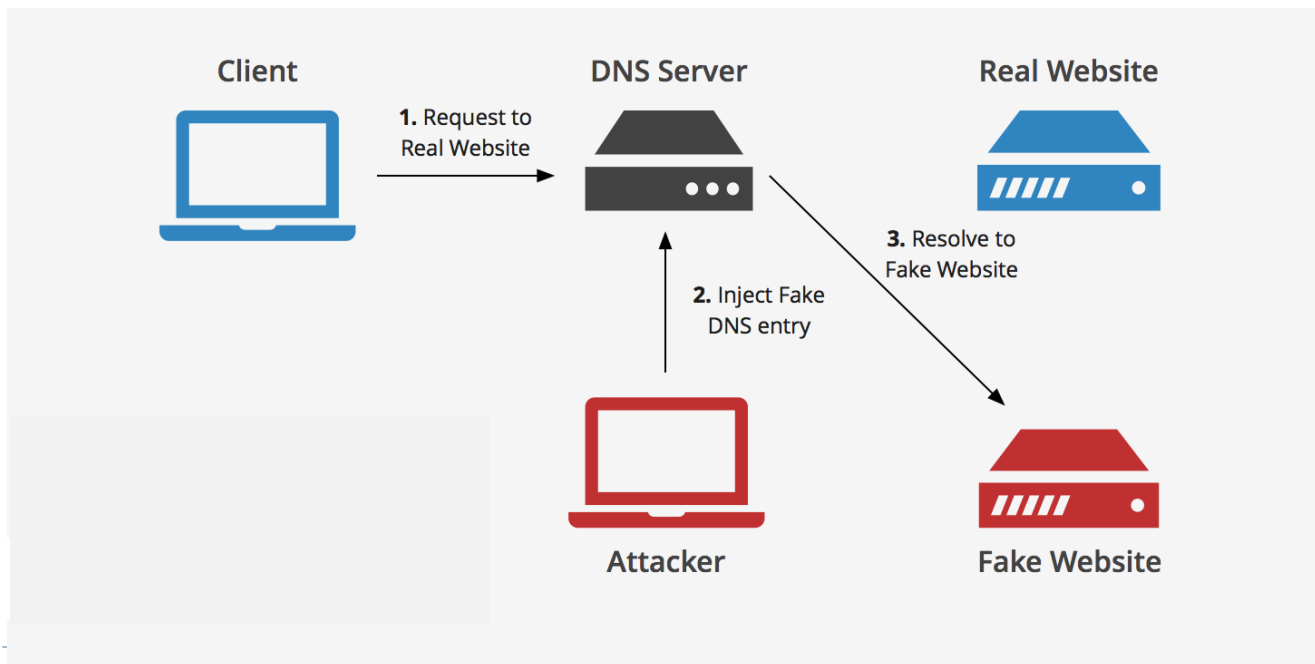 Client
DNS Server
Real Website
1. Request to
Real Website
3. Resolve to
Fake Website
2. Inject Fake
DNS entry
Attacker
Fake Website